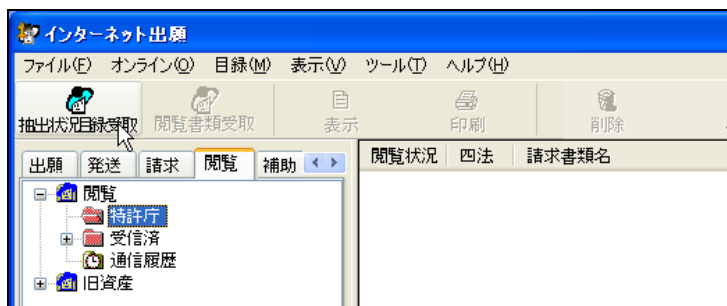 インターネット出願
ファイル(F) オンライン(O) 目録(M) 表示(V) ツール(T) ヘルプ(H)
抽出状況目録受取 閲覧書類受取 表示 印刷 削除
出願 発送 請求 閲覧 補助
閲覧状況 四法 請求書類名
閲覧
特許庁
受信済
通信履歴
旧資産